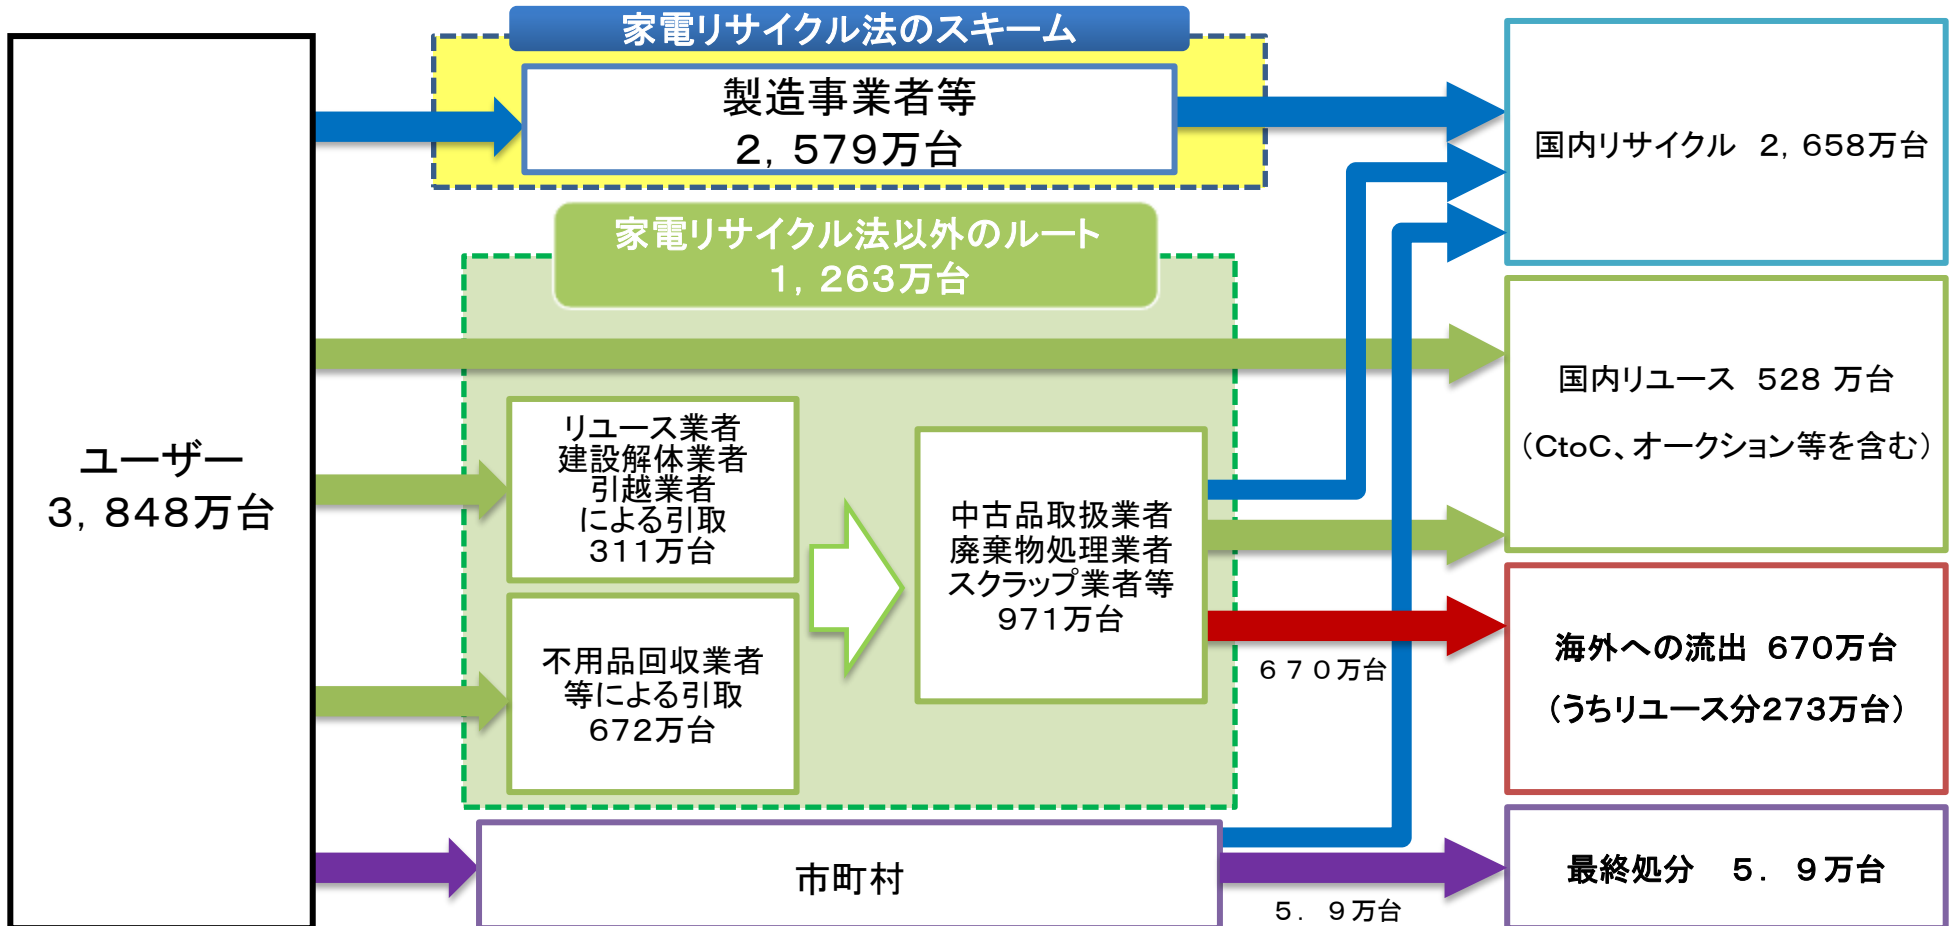 家電リサイクル法のスキーム
製造事業者等
２，５７９万台
国内リサイクル　２，６５８万台
家電リサイクル法以外のルート
１，２６３万台
ユーザー
３，８４８万台
リユース業者
建設解体業者
引越業者
による引取
３１１万台
不用品回収業者
等による引取
６７２万台
中古品取扱業者
廃棄物処理業者
スクラップ業者等
９７１万台
国内リユース　５２８ 万台
（CtoC、オークション等を含む）
６７０万台
海外への流出　６７０万台
（うちリユース分２７３万台）
市町村
５．９万台
最終処分　５．９万台